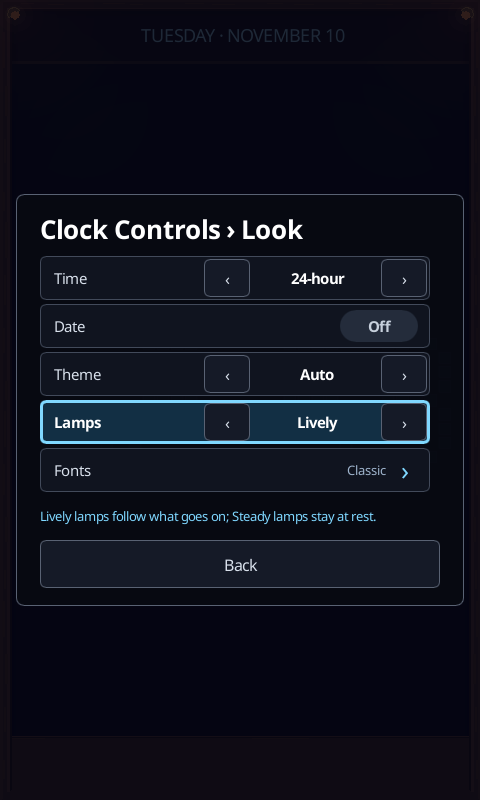 TUESDAY · NOVEMBER 10
Clock Controls › Look
Time ‹ 24-hour ›
Date Off
Theme ‹ Auto ›
Lamps ‹ Lively ›
Fonts Classic ›
Lively lamps follow what goes on; Steady lamps stay at rest.
Back